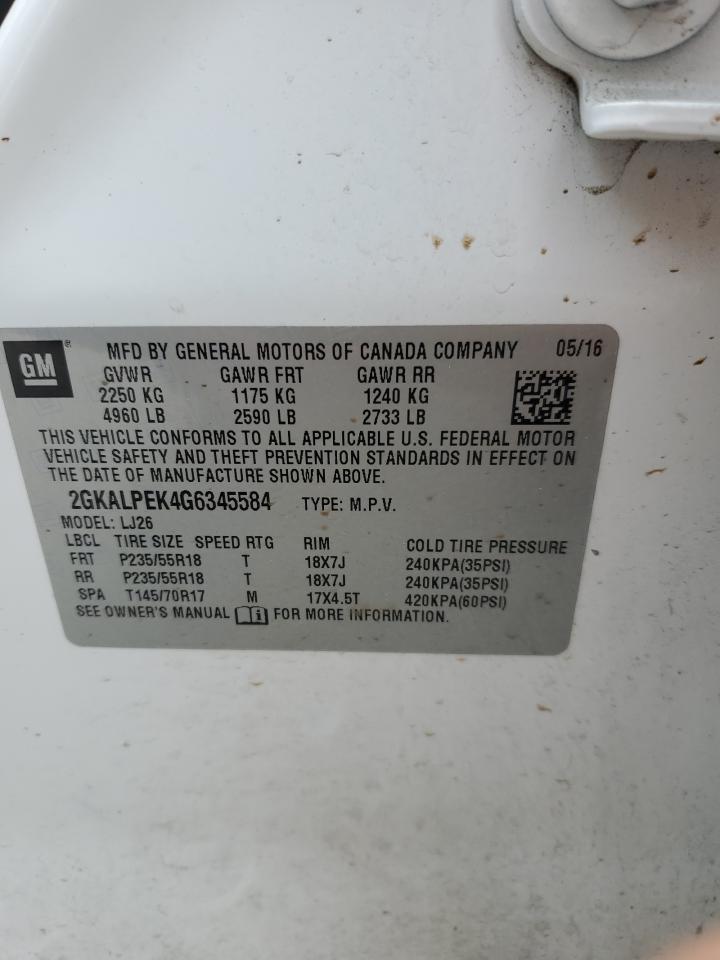 GM ® MFD BY GENERAL MOTORS OF CANADA COMPANY 05/16
GVWR GAWR FRT GAWR RR
2250 KG 1175 KG 1240 KG
4960 LB 2590 LB 2733 LB
THIS VEHICLE CONFORMS TO ALL APPLICABLE U.S. FEDERAL MOTOR
VEHICLE SAFETY AND THEFT PREVENTION STANDARDS IN EFFECT ON
THE DATE OF MANUFACTURE SHOWN ABOVE.
2GKALPEK4G6345584 TYPE: M.P.V.
MODEL: LJ26
LBCL TIRE SIZE SPEED RTG RIM COLD TIRE PRESSURE
FRT P235/55R18 T 18X7J 240KPA(35PSI)
RR P235/55R18 T 18X7J 240KPA(35PSI)
SPA T145/70R17 M 17X4.5T 420KPA(60PSI)
SEE OWNER'S MANUAL i FOR MORE INFORMATION.